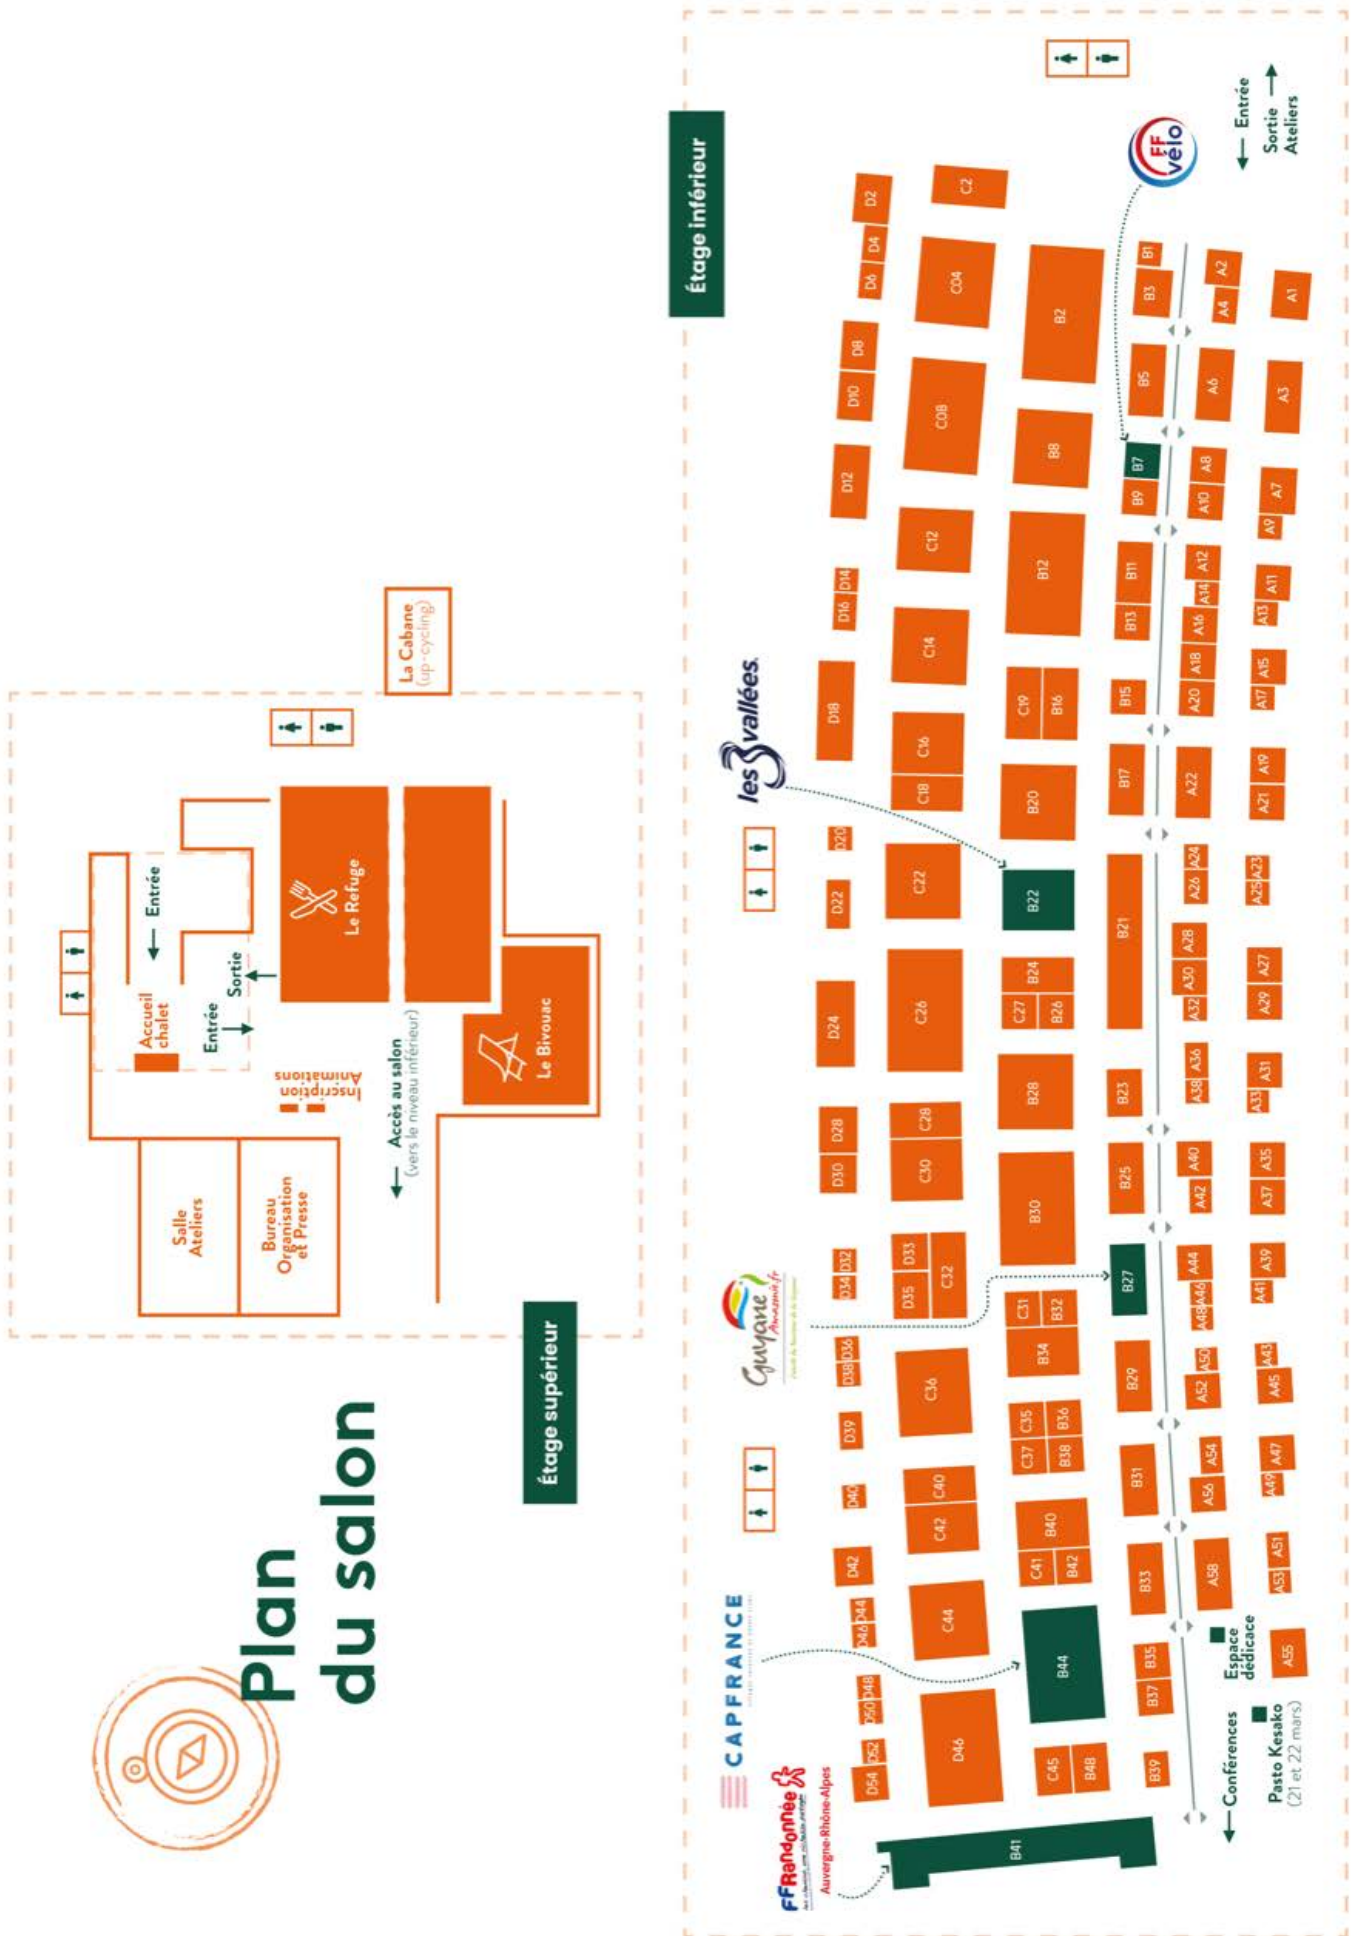 Plan
du salon
Étage supérieur
Salle
Ateliers
Bureau
Organisation
et Presse
Accueil
chalet
Inscription
Animations
Entrée
Sortie
Entrée
Accès au salon
(vers le niveau inférieur)
Le Refuge
Le Bivouac
La Cabane
(up-cycling)
Étage inférieur
FFRandonnée
Auvergne-Rhône-Alpes
CAPFRANCE
Guyane
Amazonie.fr
les 3 vallées
FF
vélo
Entrée
Sortie
Ateliers
D54
D52
D50
D48
D46
D44
D42
D40
D39
D38
D36
D34
D32
D30
D28
D24
D22
D20
D18
D16
D14
D12
D10
D8
D6
D4
D2
D46
C44
C42
C40
C36
D35
D33
C32
C30
C28
C26
C22
C18
C16
C14
C12
C08
C04
C2
B41
C45
B48
B44
C41
B42
B40
C37
C35
B38
B36
B34
C31
B32
B30
B28
C27
B26
B24
B22
B20
C19
B16
B12
B8
B2
B39
B37
B35
B33
B31
B29
B27
B25
B23
B21
B17
B15
B13
B11
B9
B7
B5
B3
B1
A58
A56
A54
A52
A50
A48
A46
A44
A42
A40
A38
A36
A32
A30
A28
A26
A24
A22
A20
A18
A16
A14
A12
A10
A8
A6
A4
A2
A55
A53
A51
A49
A47
A45
A43
A41
A39
A37
A35
A33
A31
A29
A27
A25
A23
A21
A19
A17
A15
A13
A11
A9
A7
A3
A1
Conférences
Espace
dédicace
Pasto Kesako
(21 et 22 mars)